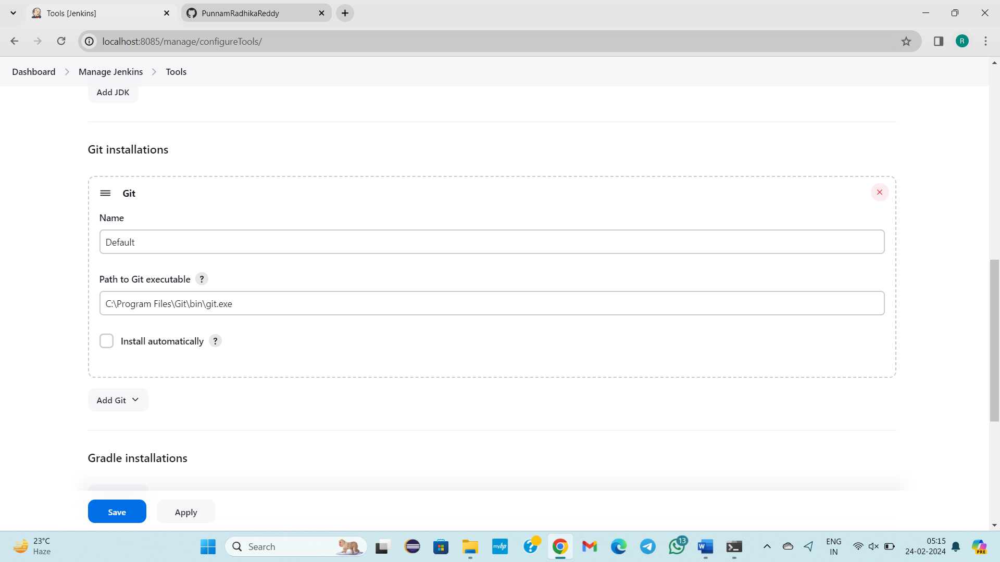 Tools [Jenkins]
PunnamRadhikaReddy
localhost:8085/manage/configureTools/
R
Dashboard
Manage Jenkins
Tools
Add JDK
Git installations
Git
Name
Default
Path to Git executable ?
C:\Program Files\Git\bin\git.exe
Install automatically ?
Add Git
Gradle installations
Save
Apply
23°C
Haze
Search
myhp
?
13
W
ENG
IN
05:15
24-02-2024
PRE